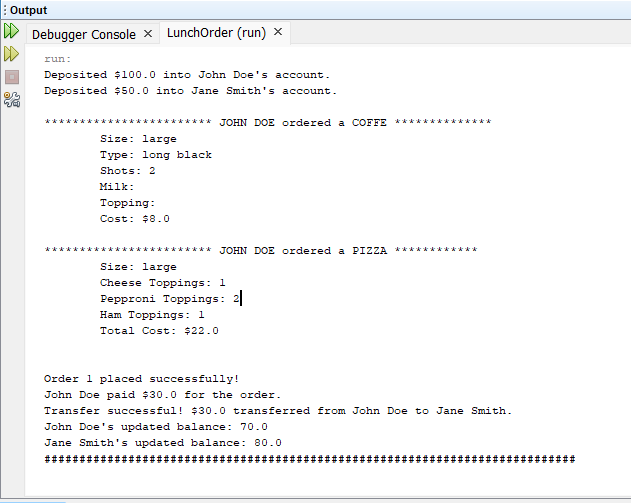 Output
Debugger Console × LunchOrder (run) ×
run:
Deposited $100.0 into John Doe's account.
Deposited $50.0 into Jane Smith's account.
************************ JOHN DOE ordered a COFFE **************
Size: large
Type: long black
Shots: 2
Milk:
Topping:
Cost: $8.0
************************ JOHN DOE ordered a PIZZA ************
Size: large
Cheese Toppings: 1
Pepproni Toppings: 2
Ham Toppings: 1
Total Cost: $22.0
Order 1 placed successfully!
John Doe paid $30.0 for the order.
Transfer successful! $30.0 transferred from John Doe to Jane Smith.
John Doe's updated balance: 70.0
Jane Smith's updated balance: 80.0
############################################################################